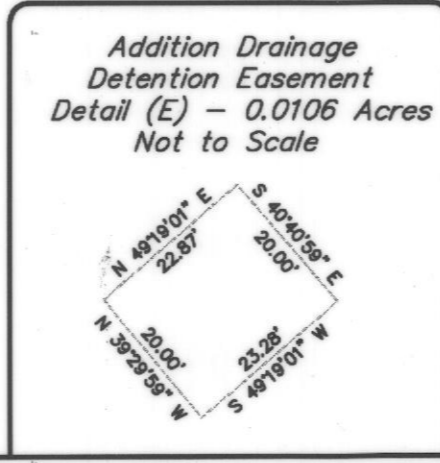 Addition Drainage
Detention Easement
Detail (E) – 0.0106 Acres
Not to Scale
N 49°19'01" E
22.87'
S 40°40'59" E
20.00'
N 39°29'59" W
20.00'
S 49°19'01" W
23.28'